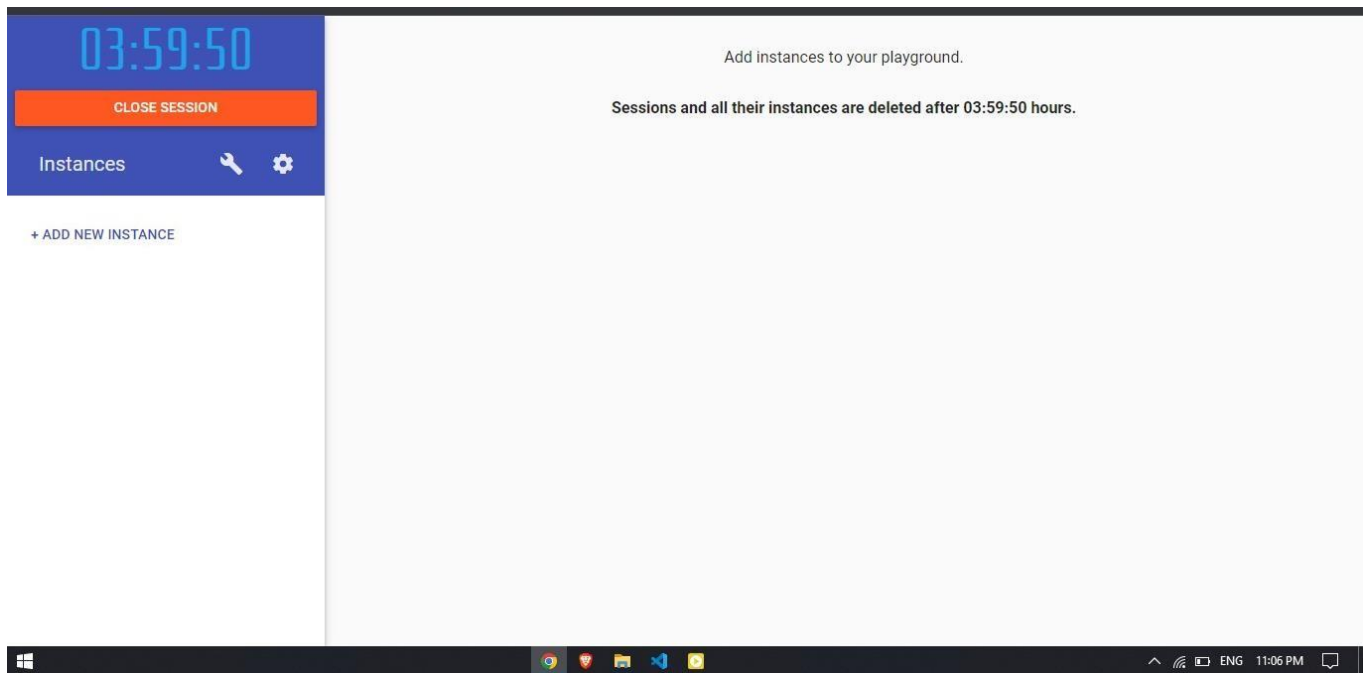 03:59:50
CLOSE SESSION
Instances
+ ADD NEW INSTANCE
Add instances to your playground.
Sessions and all their instances are deleted after 03:59:50 hours.
ENG 11:06 PM